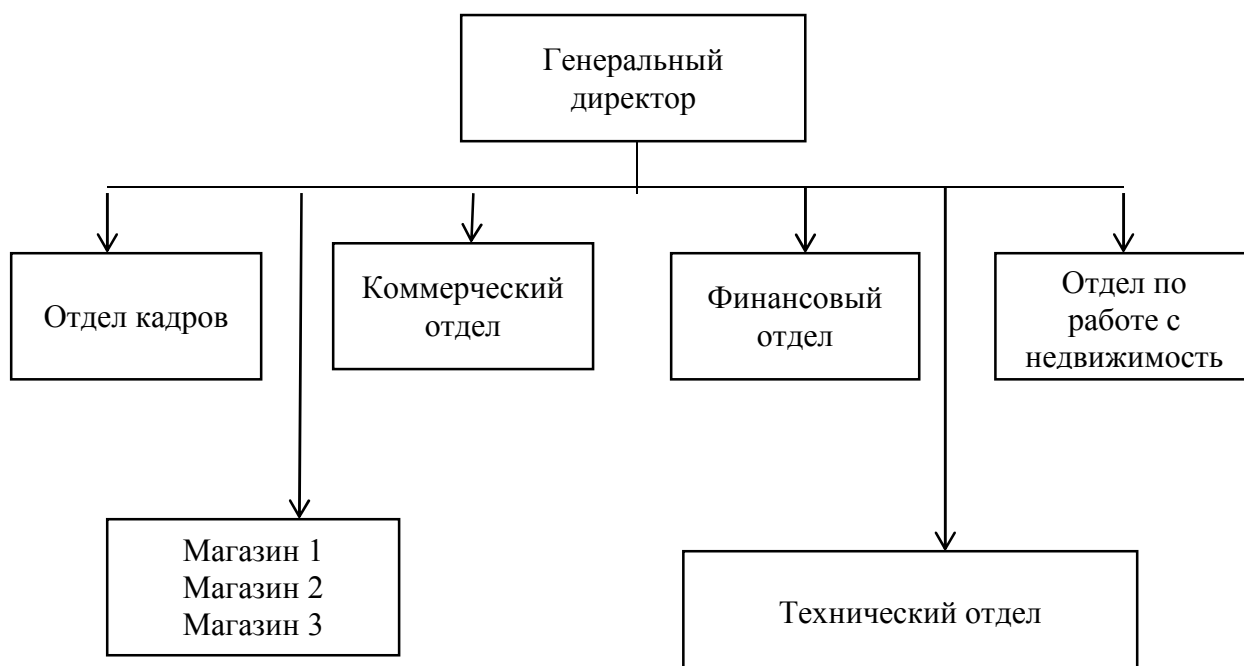 Генеральный
директор
Отдел кадров
Коммерческий
отдел
Финансовый
отдел
Отдел по
работе с
недвижимость
Магазин 1
Магазин 2
Магазин 3
Технический отдел